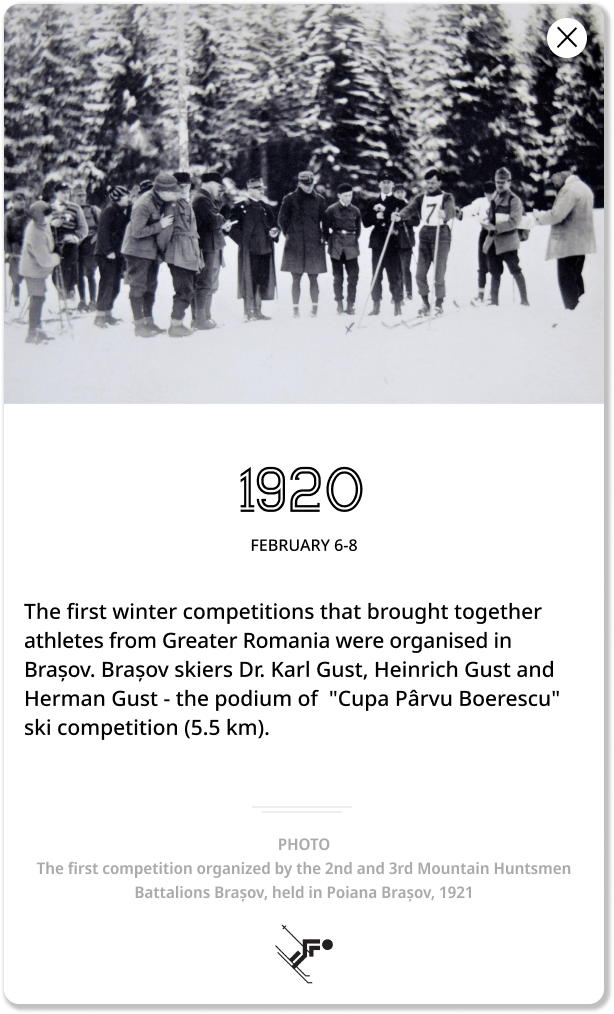 7
1920
FEBRUARY 6-8
The first winter competitions that brought together
athletes from Greater Romania were organised in
Brașov. Brașov skiers Dr. Karl Gust, Heinrich Gust and
Herman Gust - the podium of  "Cupa Pârvu Boerescu"
ski competition (5.5 km).
PHOTO
The first competition organized by the 2nd and 3rd Mountain Huntsmen
Battalions Brașov, held in Poiana Brașov, 1921